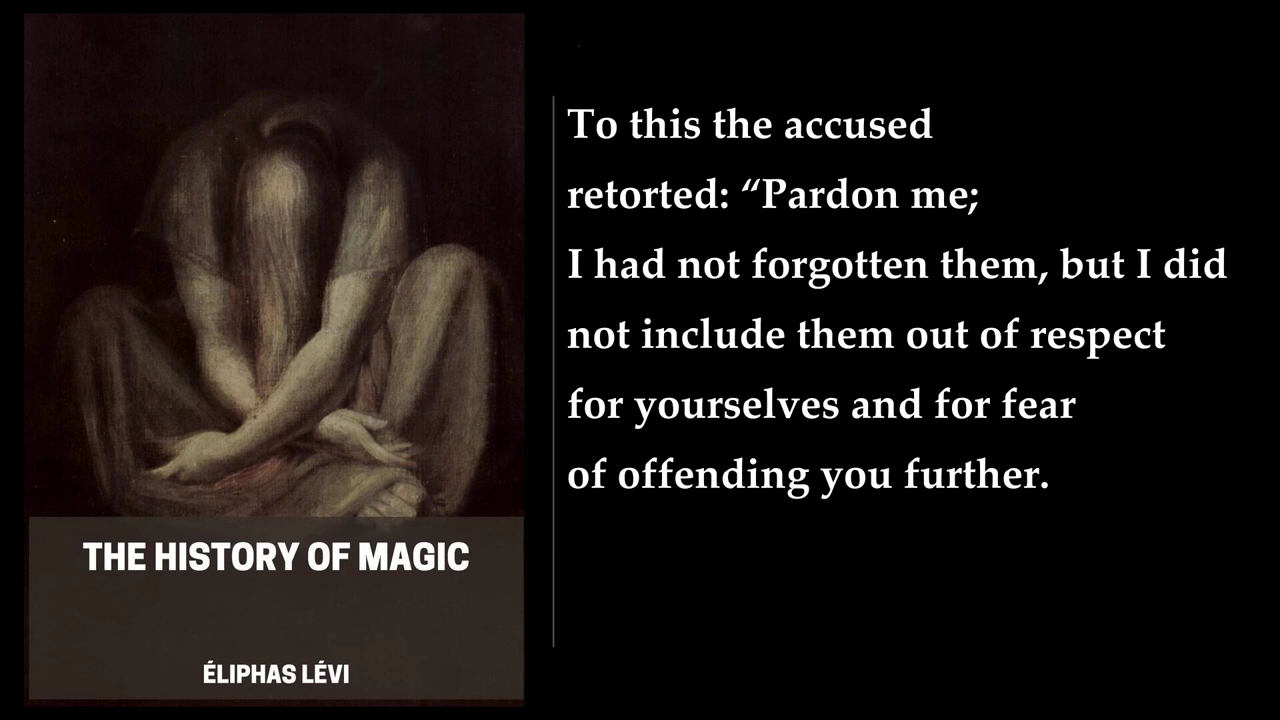 To this the accused
retorted: “Pardon me;
I had not forgotten them, but I did
not include them out of respect
for yourselves and for fear
of offending you further.
THE HISTORY OF MAGIC
ÉLIPHAS LÉVI